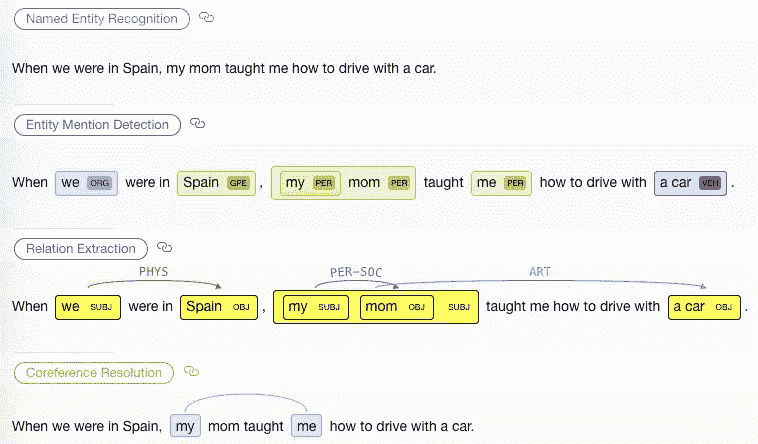 Named Entity Recognition
When we were in Spain, my mom taught me how to drive with a car.
Entity Mention Detection
When we ORG were in Spain GPE , my PER mom PER taught me PER how to drive with a car VEH .
Relation Extraction
PHYS PER-SOC ART
When we SUBJ were in Spain OBJ , my SUBJ mom OBJ SUBJ taught me how to drive with a car OBJ .
Coreference Resolution
When we were in Spain, my mom taught me how to drive with a car.